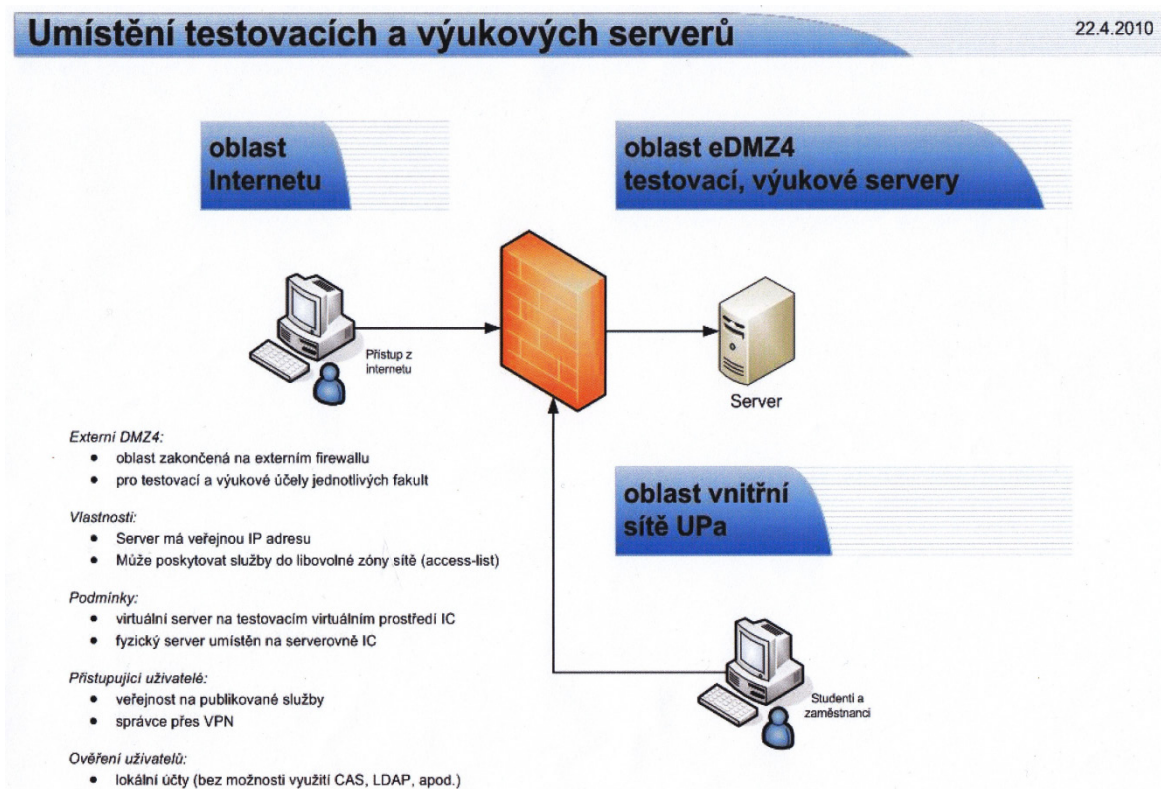 Umístění testovacích a výukových serverů
22.4.2010
oblast
Internetu
oblast eDMZ4
testovací, výukové servery
Přístup z
internetu
Server
Externí DMZ4:
• oblast zakončená na externím firewallu
• pro testovací a výukové účely jednotlivých fakult
Vlastnosti:
• Server má veřejnou IP adresu
• Může poskytovat služby do libovolné zóny sítě (access-list)
Podmínky:
• virtuální server na testovacím virtuálním prostředí IC
• fyzický server umístěn na serverovně IC
Přistupující uživatelé:
• veřejnost na publikované služby
• správce přes VPN
Ověření uživatelů:
• lokální účty (bez možnosti využití CAS, LDAP, apod.)
oblast vnitřní
sítě UPa
Studenti a
zaměstnanci